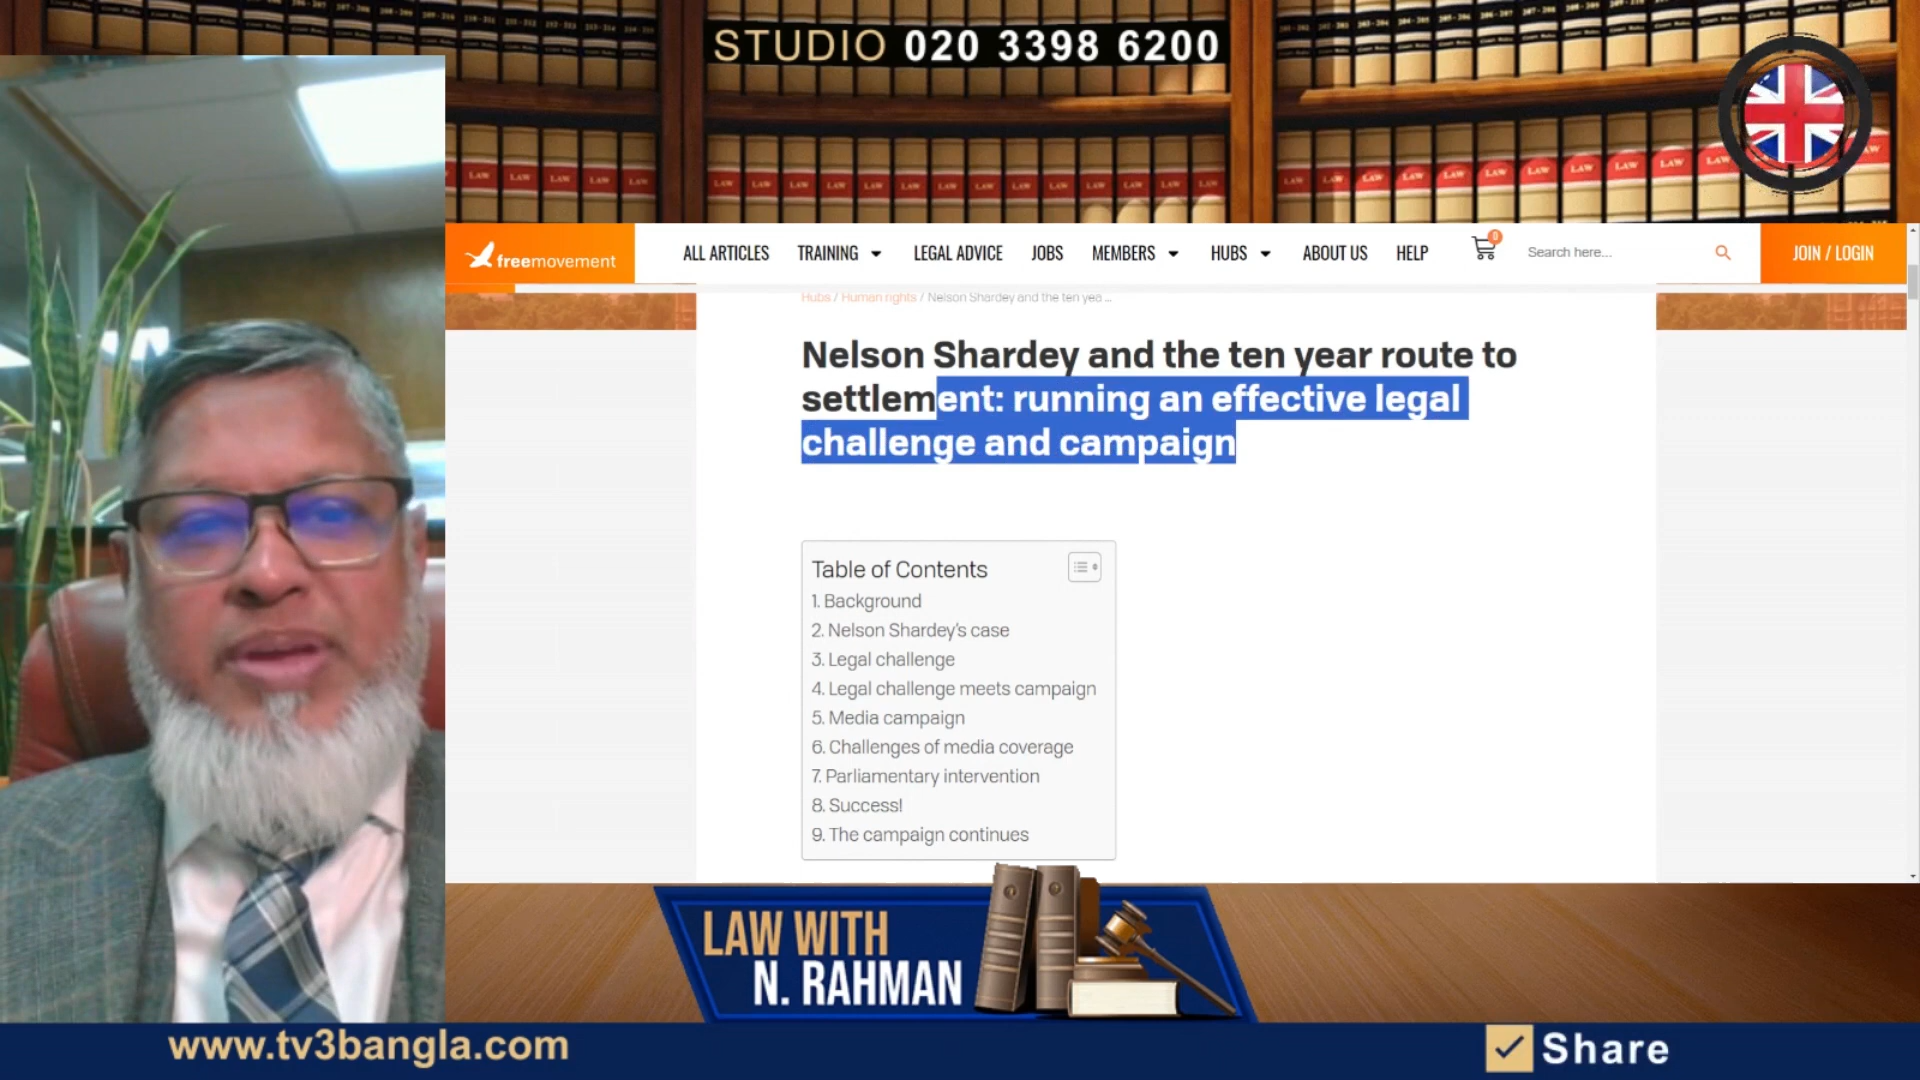 STUDIO 020 3398 6200
freemovement
ALL ARTICLES
TRAINING
LEGAL ADVICE
JOBS
MEMBERS
HUBS
ABOUT US
HELP
0
Search here...
JOIN / LOGIN
Hubs / Human rights / Nelson Shardey and the ten yea ...
Nelson Shardey and the ten year route to
settlement: running an effective legal
challenge and campaign
Table of Contents
1. Background
2. Nelson Shardey's case
3. Legal challenge
4. Legal challenge meets campaign
5. Media campaign
6. Challenges of media coverage
7. Parliamentary intervention
8. Success!
9. The campaign continues
LAW WITH
N. RAHMAN
www.tv3bangla.com
Share